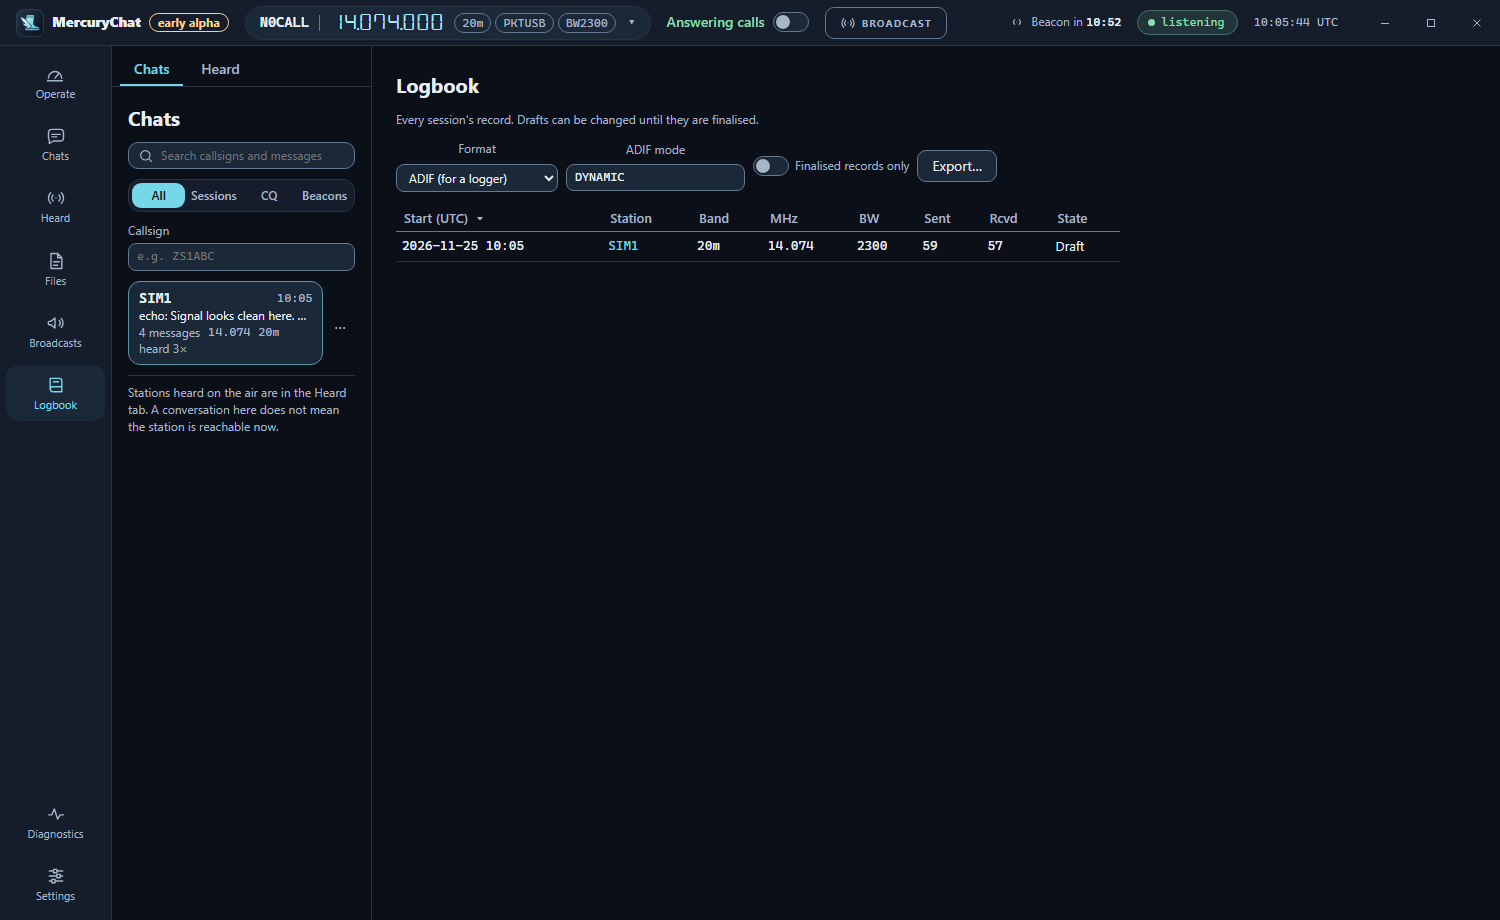 MercuryChat early alpha N0CALL 14.074.000 20m PKTUSB BW2300 Answering calls BROADCAST Beacon in 10:52 listening 10:05:44 UTC
Operate
Chats
Heard
Files
Broadcasts
Logbook
Diagnostics
Settings
Chats Heard
Chats
Search callsigns and messages
All Sessions CQ Beacons
Callsign
e.g. ZS1ABC
SIM1 10:05
echo: Signal looks clean here. ...
4 messages 14.074 20m
heard 3×
...
Stations heard on the air are in the Heard
tab. A conversation here does not mean
the station is reachable now.
Logbook
Every session's record. Drafts can be changed until they are finalised.
Format ADIF mode
ADIF (for a logger) DYNAMIC Finalised records only Export...
Start (UTC) Station Band MHz BW Sent Rcvd State
2026-11-25 10:05 SIM1 20m 14.074 2300 59 57 Draft